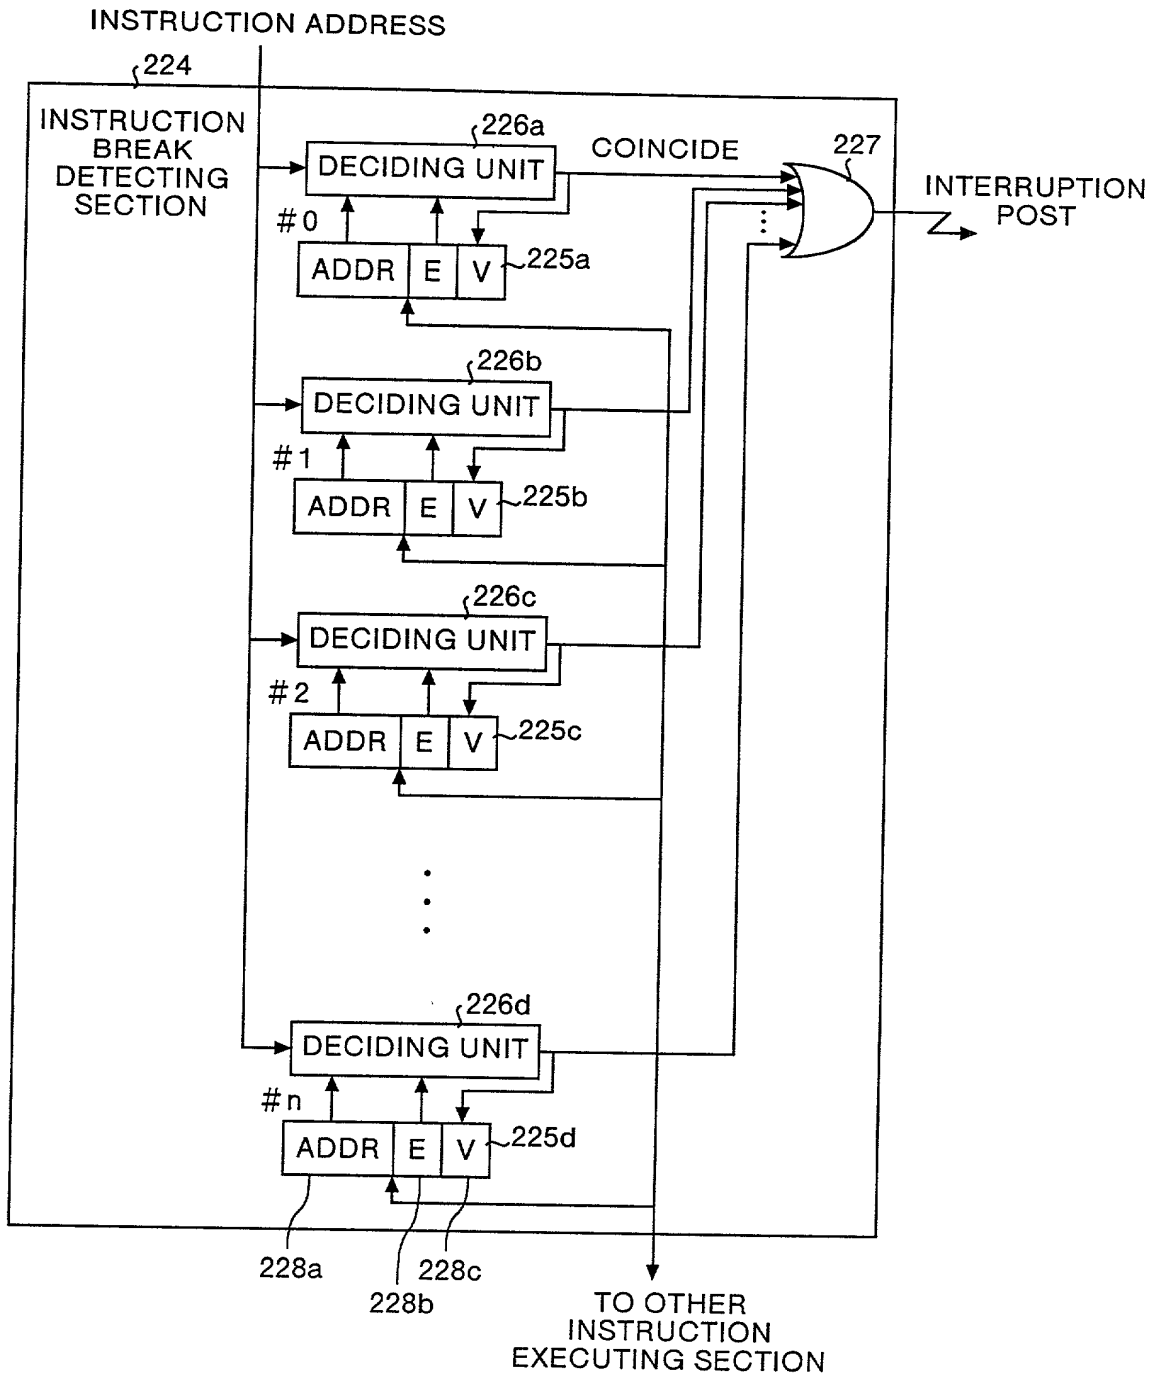 INSTRUCTION ADDRESS
224
INSTRUCTION
BREAK
DETECTING
SECTION
226a
DECIDING UNIT
COINCIDE
227
INTERRUPTION
POST
#0
ADDR E V
225a
226b
DECIDING UNIT
#1
ADDR E V
225b
226c
DECIDING UNIT
#2
ADDR E V
225c
226d
DECIDING UNIT
#n
ADDR E V
225d
228a
228b
228c
TO OTHER
INSTRUCTION
EXECUTING SECTION